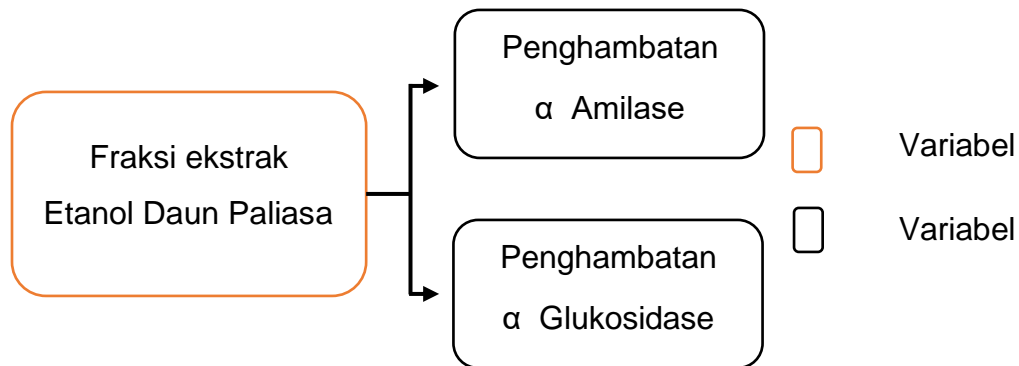 Fraksi ekstrak
Etanol Daun Paliasa
Penghambatan
α Amilase
Penghambatan
α Glukosidase
Variabel
Variabel